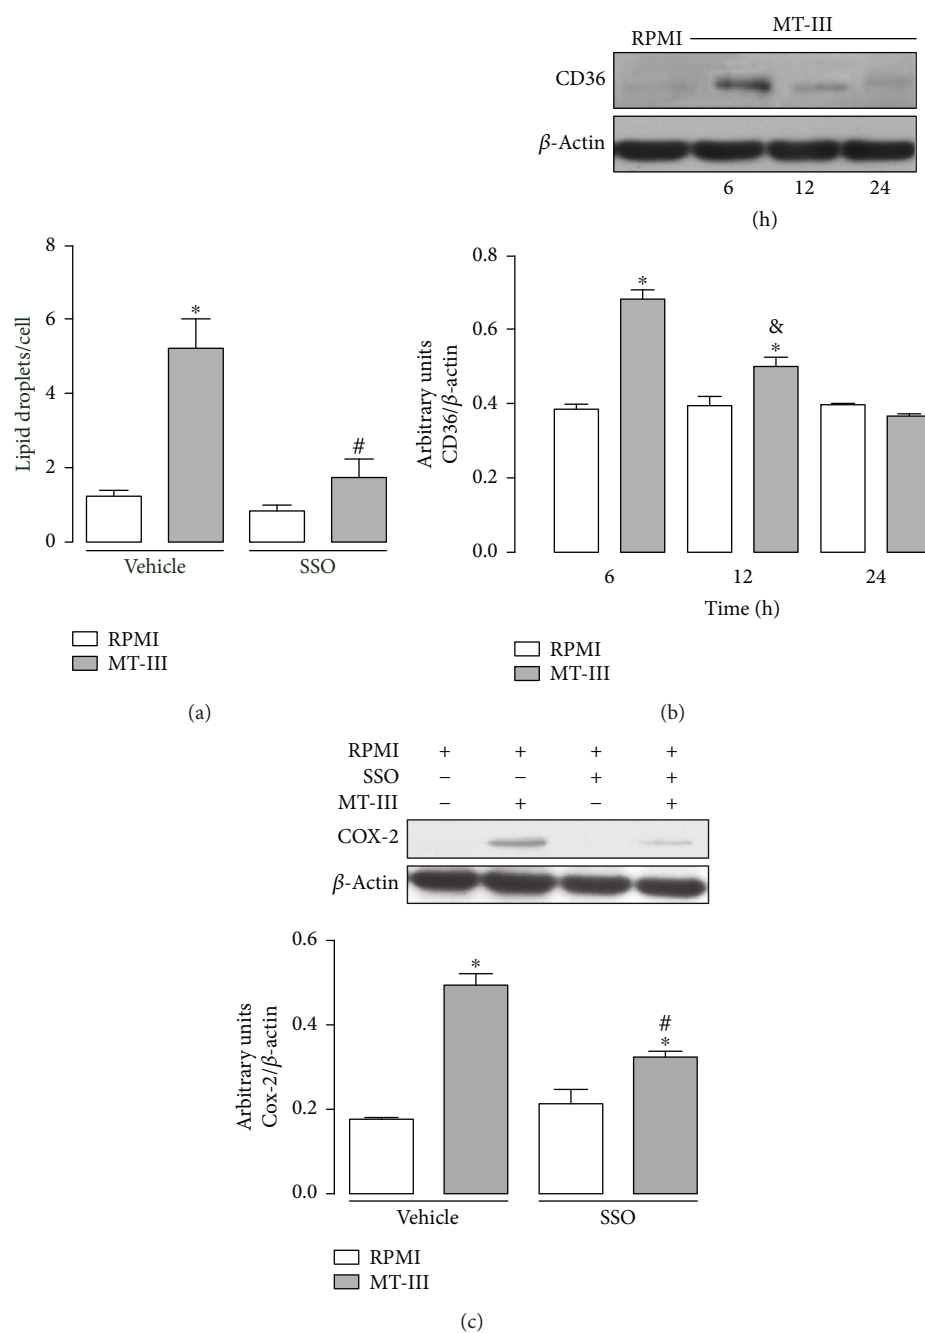 MT-III
RPMI
CD36
β-Actin
6 12 24
(h)
8
6
4
2
0
Lipid droplets/cell
*
#
Vehicle SSO
RPMI
MT-III
(a)
0.8
0.6
0.4
0.2
0.0
Arbitrary units
CD36/β-actin
*
&
*
6 12 24
Time (h)
RPMI
MT-III
(b)
RPMI + + + +
SSO − − + +
MT-III − + − +
COX-2
β-Actin
0.6
0.4
0.2
0.0
Arbitrary units
Cox-2/β-actin
*
#
*
Vehicle SSO
RPMI
MT-III
(c)